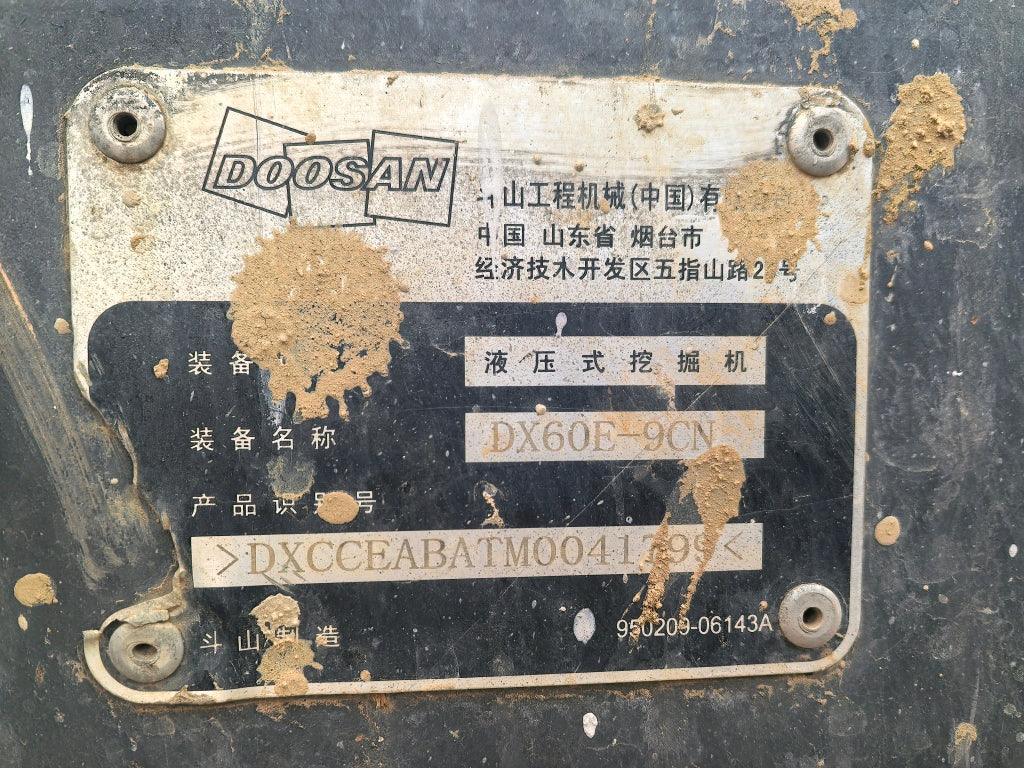 DOOSAN
山工程机械(中国)有
中国 山东省 烟台市
经济技术开发区五指山路2 号
装备
液压式挖掘机
装备名称
DX60E-9CN
产品识别号
斗山制造
950209-06143A